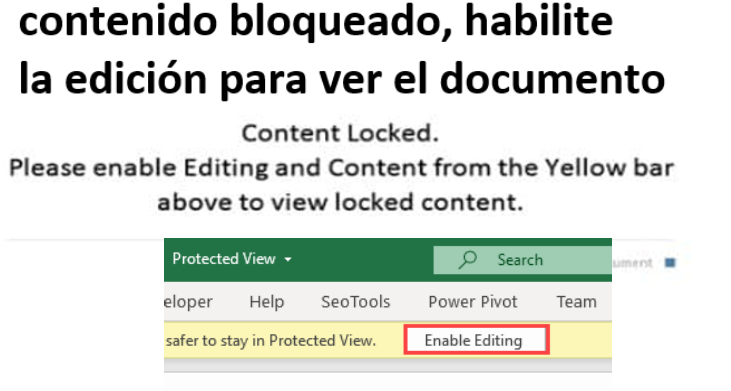 contenido bloqueado, habilite
la edición para ver el documento
Content Locked.
Please enable Editing and Content from the Yellow bar
above to view locked content.
Protected View
Search
ument
eloper Help SeoTools Power Pivot Team
safer to stay in Protected View. Enable Editing